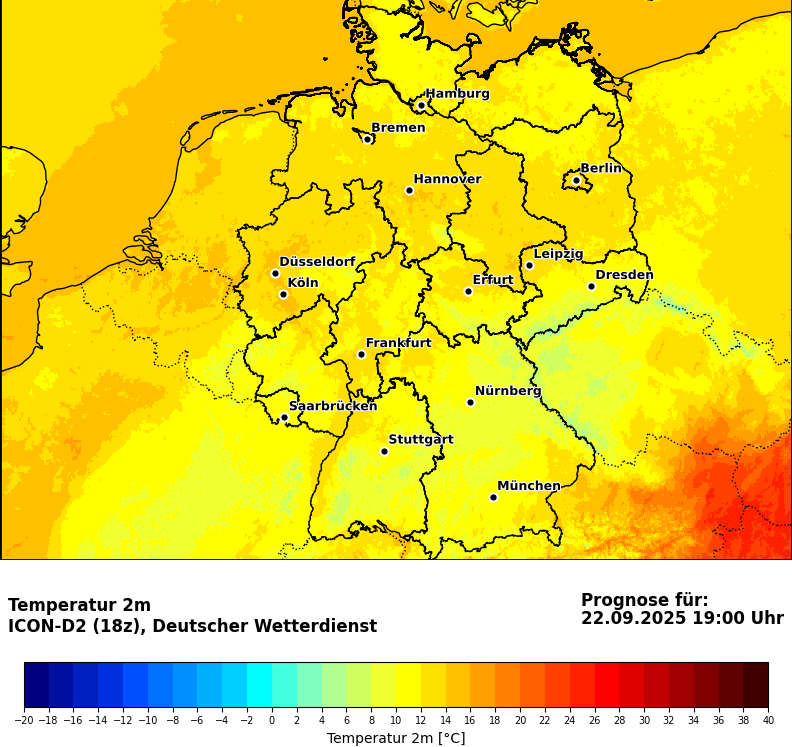 Hamburg
Bremen
Berlin
Hannover
Leipzig
Düsseldorf
Dresden
Köln
Erfurt
Frankfurt
Nürnberg
Saarbrücken
Stuttgart
München
Temperatur 2m
ICON-D2 (18z), Deutscher Wetterdienst
Prognose für:
22.09.2025 19:00 Uhr
−20 −18 −16 −14 −12 −10 −8 −6 −4 −2 0 2 4 6 8 10 12 14 16 18 20 22 24 26 28 30 32 34 36 38 40
Temperatur 2m [°C]